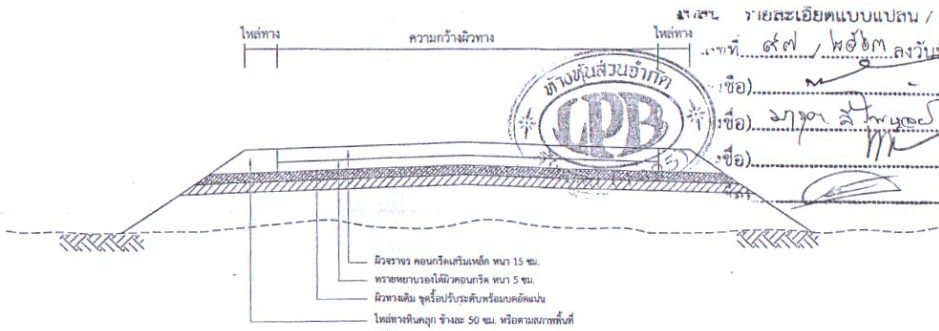 รายละเอียดแบบแปลน /
ไหล่ทาง ความกว้างผิวทาง ไหล่ทาง
ที่ ๙๗ / ๒๕๖๓ ลงวัน
ห้างหุ้นส่วนจำกัด
LPB
ชื่อ)
ชื่อ)
ชื่อ)
ผิวจราจร คอนกรีตเสริมเหล็ก หนา 15 ซม.
ทรายหยาบรองใต้ผิวคอนกรีต หนา 5 ซม.
ผิวทางเดิม ขุดรื้อปรับระดับพร้อมบดอัดแน่น
ไหล่ทางหินคลุก ข้างละ 50 ซม. หรือตามสภาพพื้นที่